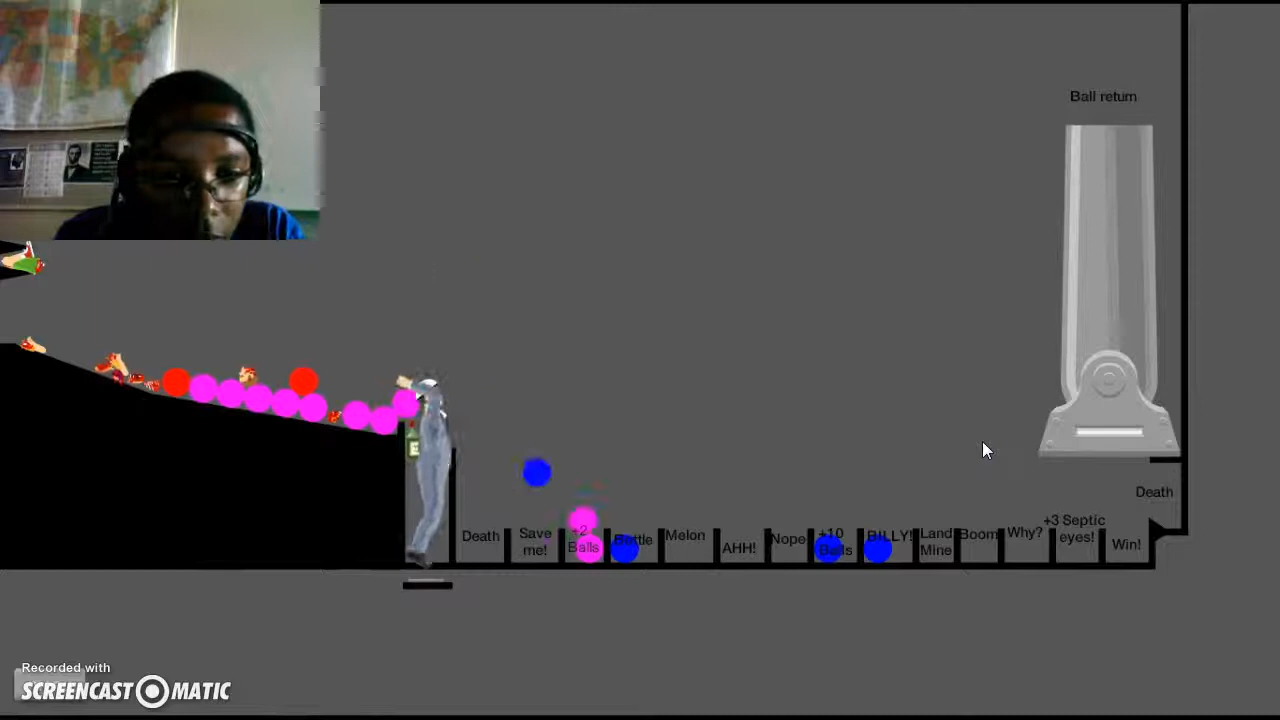 Ball return
Death
Death
Save
me!
+2
Balls
Bottle
Melon
AHH!
Nope
+10
Balls
BILLY!
Land
Mine
Boom
Why?
+3 Septic
eyes!
Win!
Recorded with
SCREENCAST MATIC